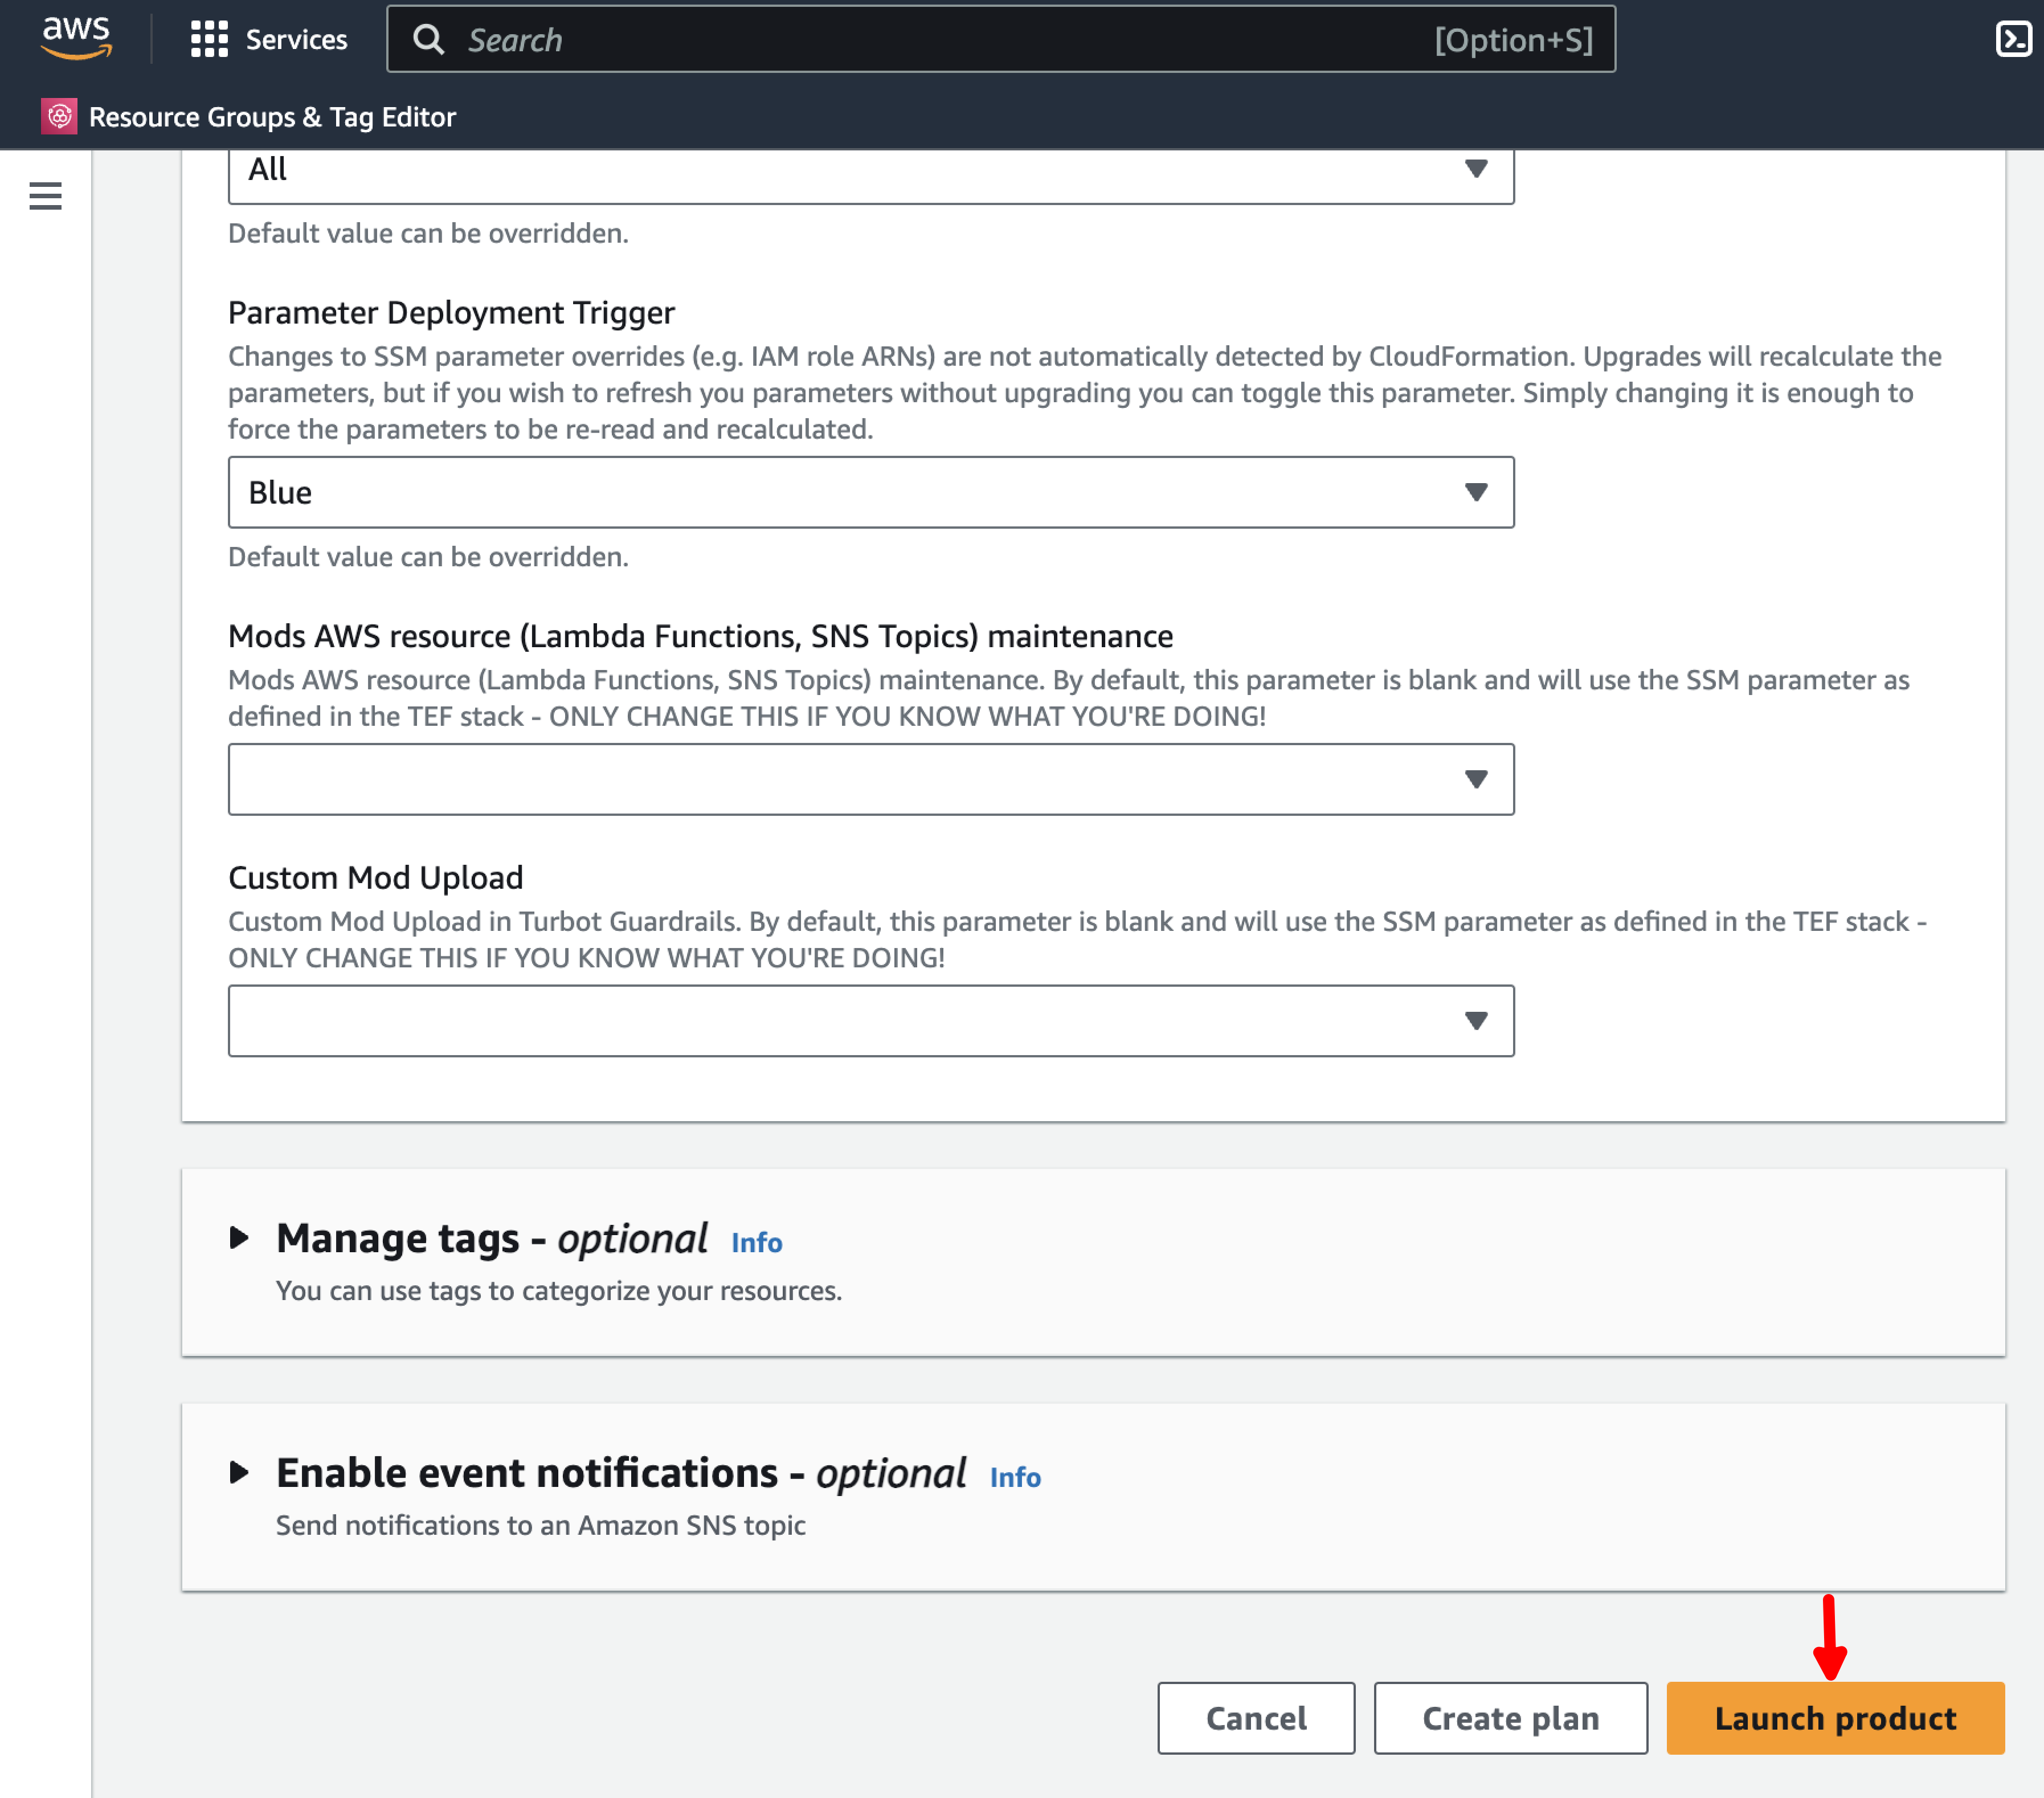 aws
Services
Search
[Option+S]
Resource Groups & Tag Editor
All
Default value can be overridden.
Parameter Deployment Trigger
Changes to SSM parameter overrides (e.g. IAM role ARNs) are not automatically detected by CloudFormation. Upgrades will recalculate the
parameters, but if you wish to refresh you parameters without upgrading you can toggle this parameter. Simply changing it is enough to
force the parameters to be re-read and recalculated.
Blue
Default value can be overridden.
Mods AWS resource (Lambda Functions, SNS Topics) maintenance
Mods AWS resource (Lambda Functions, SNS Topics) maintenance. By default, this parameter is blank and will use the SSM parameter as
defined in the TEF stack - ONLY CHANGE THIS IF YOU KNOW WHAT YOU'RE DOING!
Custom Mod Upload
Custom Mod Upload in Turbot Guardrails. By default, this parameter is blank and will use the SSM parameter as defined in the TEF stack -
ONLY CHANGE THIS IF YOU KNOW WHAT YOU'RE DOING!
Manage tags - optional Info
You can use tags to categorize your resources.
Enable event notifications - optional Info
Send notifications to an Amazon SNS topic
Cancel
Create plan
Launch product